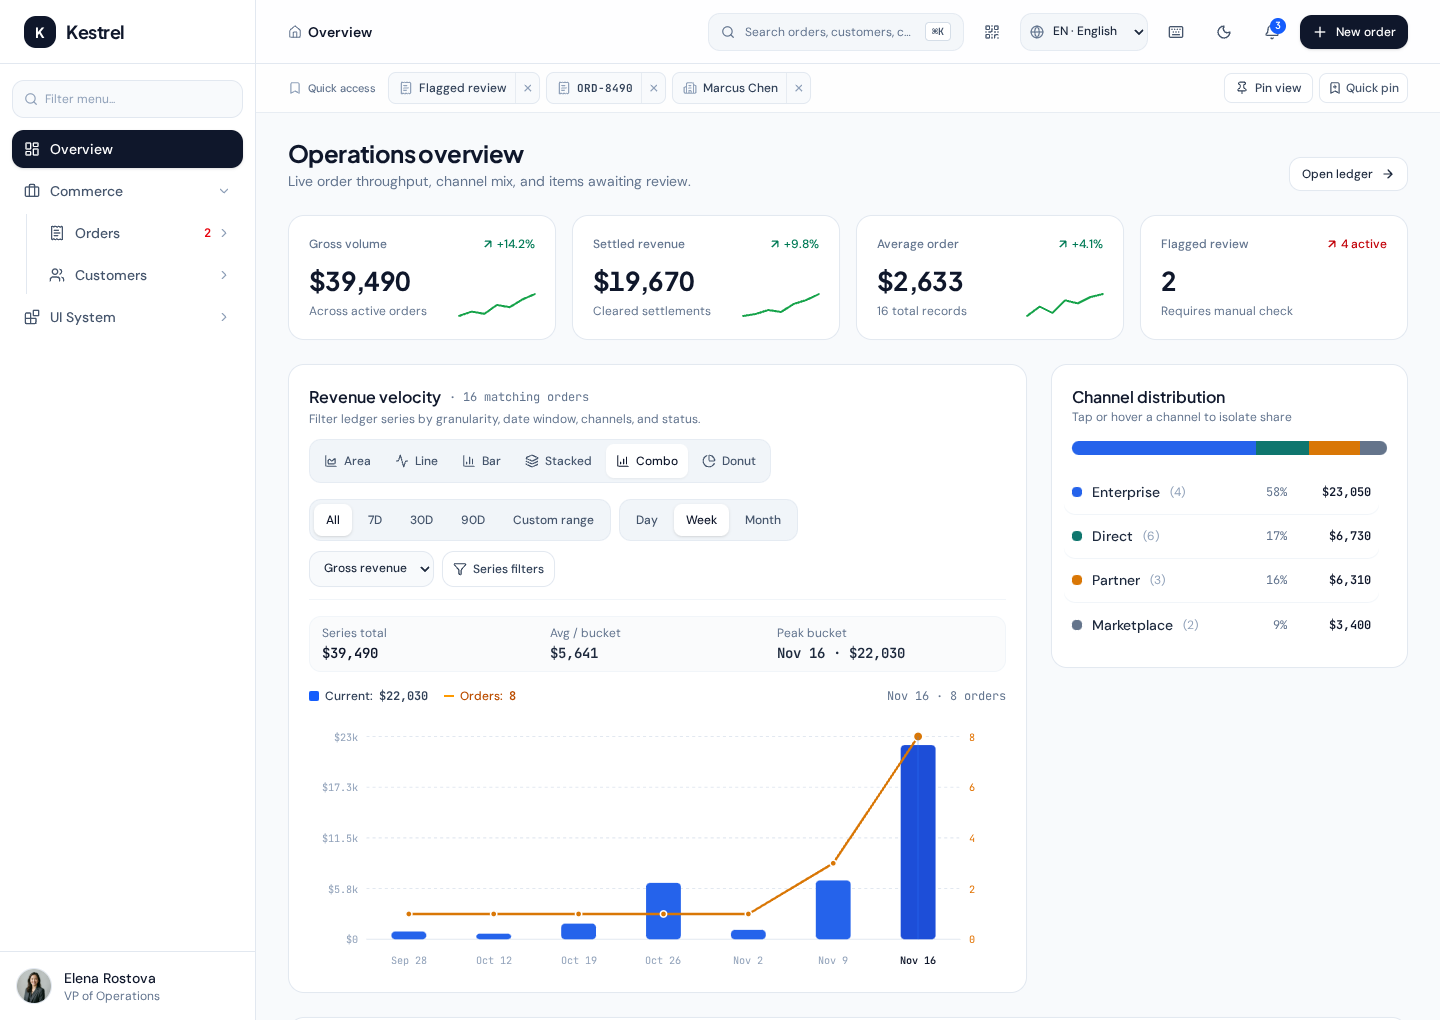 K Kestrel
Filter menu...
Overview
Commerce
Orders 2
Customers
UI System
Elena Rostova
VP of Operations
Overview
Search orders, customers, c... ⌘K
EN · English
3
New order
Quick access
Flagged review ×
ORD-8490 ×
Marcus Chen ×
Pin view
Quick pin
Operations overview
Live order throughput, channel mix, and items awaiting review.
Open ledger →
Gross volume +14.2%
$39,490
Across active orders
Settled revenue +9.8%
$19,670
Cleared settlements
Average order +4.1%
$2,633
16 total records
Flagged review 4 active
2
Requires manual check
Revenue velocity · 16 matching orders
Filter ledger series by granularity, date window, channels, and status.
Area Line Bar Stacked Combo Donut
All 7D 30D 90D Custom range Day Week Month
Gross revenue Series filters
Series total Avg / bucket Peak bucket
$39,490 $5,641 Nov 16 · $22,030
Current: $22,030 Orders: 8 Nov 16 · 8 orders
$23k 8
$17.3k 6
$11.5k 4
$5.8k 2
$0 0
Sep 28 Oct 12 Oct 19 Oct 26 Nov 2 Nov 9 Nov 16
Channel distribution
Tap or hover a channel to isolate share
Enterprise (4) 58% $23,050
Direct (6) 17% $6,730
Partner (3) 16% $6,310
Marketplace (2) 9% $3,400